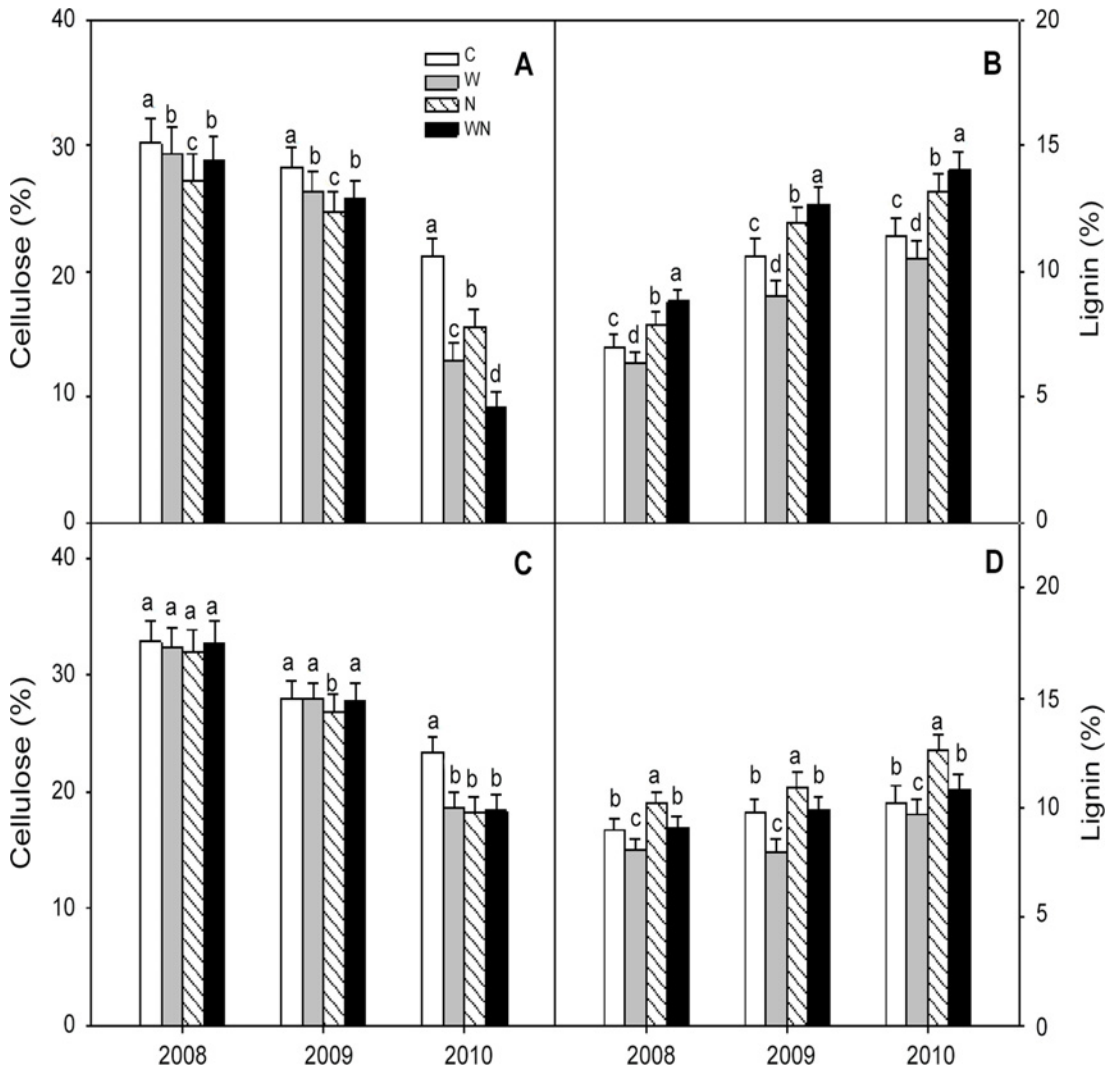 40
30
20
10
0
Cellulose (%)
A
C
W
N
WN
a b c b
a b c b
a c b d
B
20
15
10
5
0
Lignin (%)
c d b a
c d b a
c d b a
40
30
20
10
0
Cellulose (%)
C
a a a a
a a b a
a b b b
2008 2009 2010
D
20
15
10
5
0
Lignin (%)
b c a b
b c a b
b c a b
2008 2009 2010